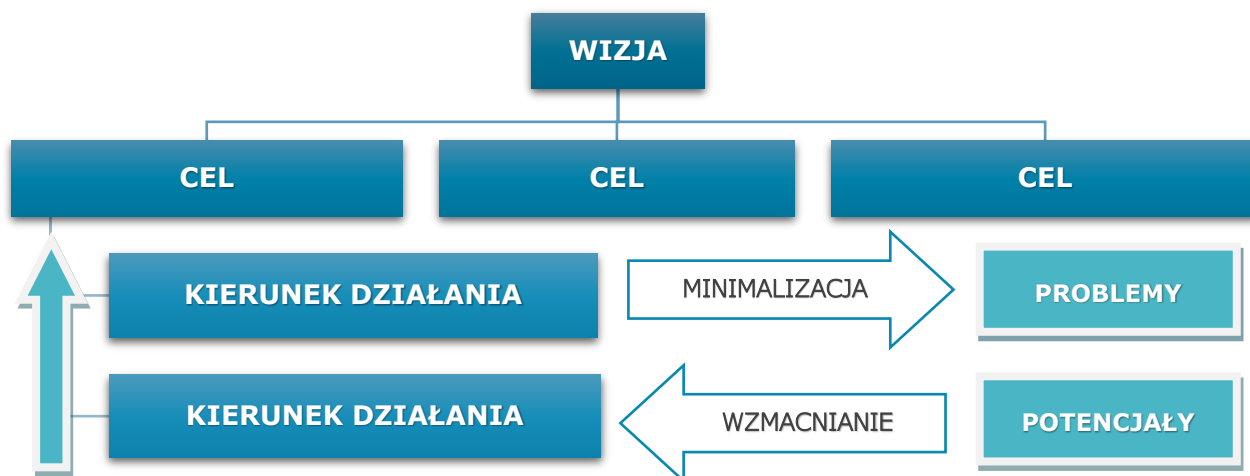 WIZJA
CEL
CEL
CEL
KIERUNEK DZIAŁANIA
MINIMALIZACJA
PROBLEMY
KIERUNEK DZIAŁANIA
WZMACNIANIE
POTENCJAŁY